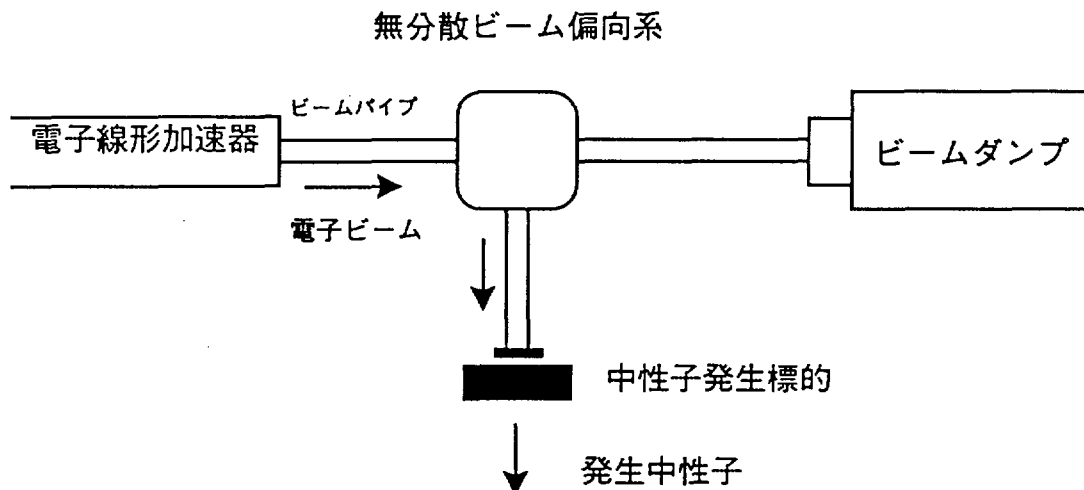 無分散ビーム偏向系
ビームパイプ
電子線形加速器
ビームダンプ
電子ビーム
中性子発生標的
発生中性子